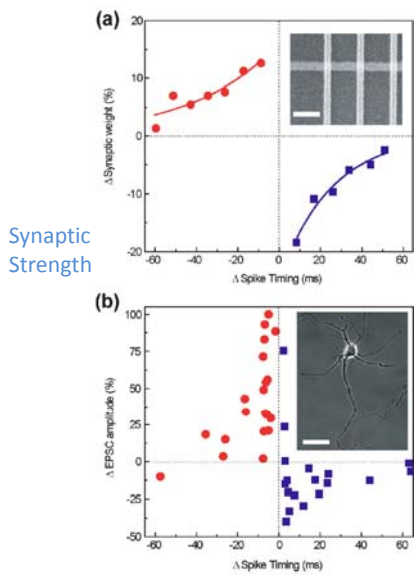 (a)
20
10
0
-10
-20
Δ Synaptic weight (%)
-60 -40 -20 0 20 40 60
Δ Spike Timing (ms)
Synaptic
Strength
(b)
100
75
50
25
0
-25
-50
Δ EPSC amplitude (%)
-60 -40 -20 0 20 40 60
Δ Spike Timing (ms)